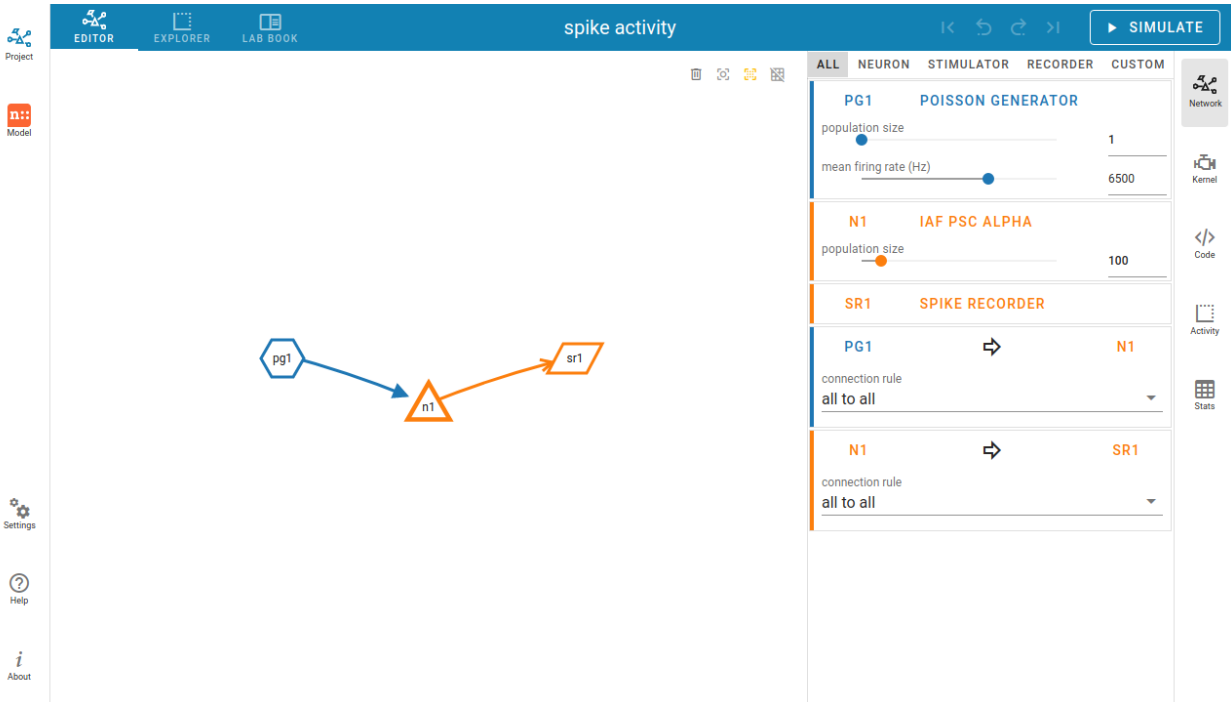 spike activity
EDITOR
EXPLORER
LAB BOOK
SIMULATE
Project
n::
Model
Settings
Help
i
About
pg1
n1
sr1
ALL NEURON STIMULATOR RECORDER CUSTOM
PG1 POISSON GENERATOR
population size
1
mean firing rate (Hz)
6500
N1 IAF PSC ALPHA
population size
100
SR1 SPIKE RECORDER
PG1 N1
connection rule
all to all
N1 SR1
connection rule
all to all
Network
Kernel
</>
Code
Activity
Stats